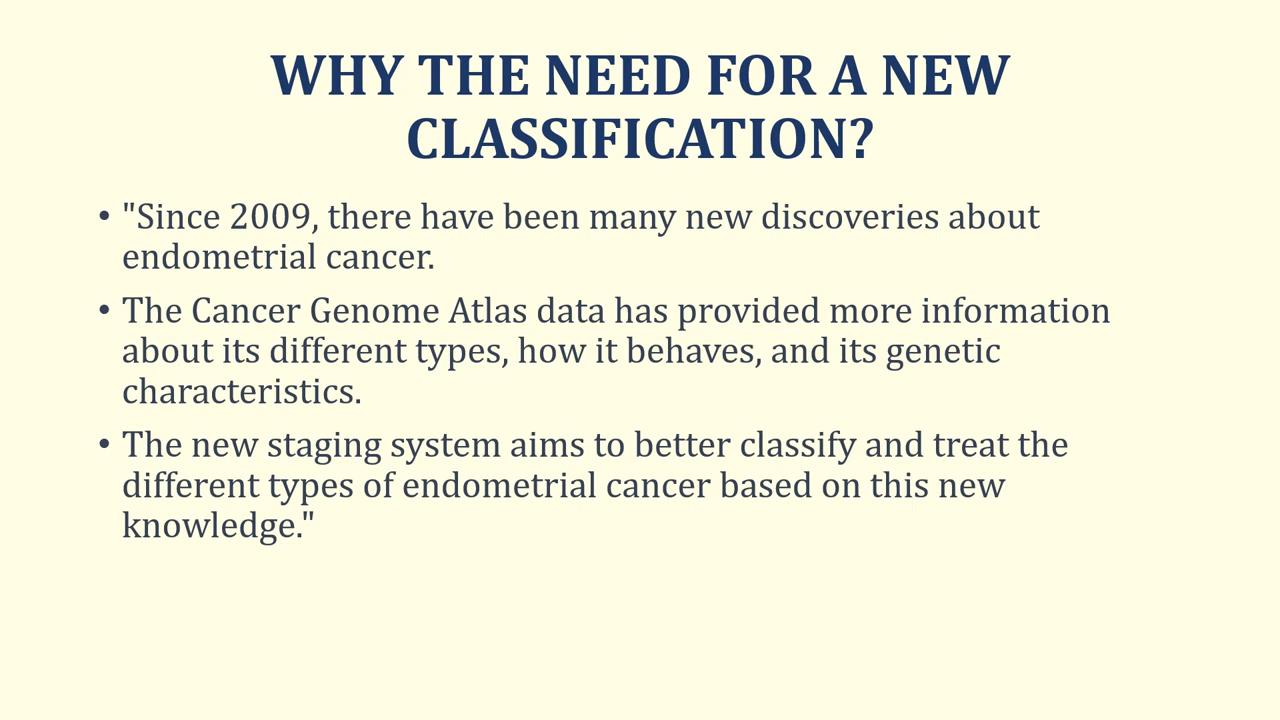 WHY THE NEED FOR A NEW
CLASSIFICATION?
• "Since 2009, there have been many new discoveries about
endometrial cancer.
• The Cancer Genome Atlas data has provided more information
about its different types, how it behaves, and its genetic
characteristics.
• The new staging system aims to better classify and treat the
different types of endometrial cancer based on this new
knowledge."